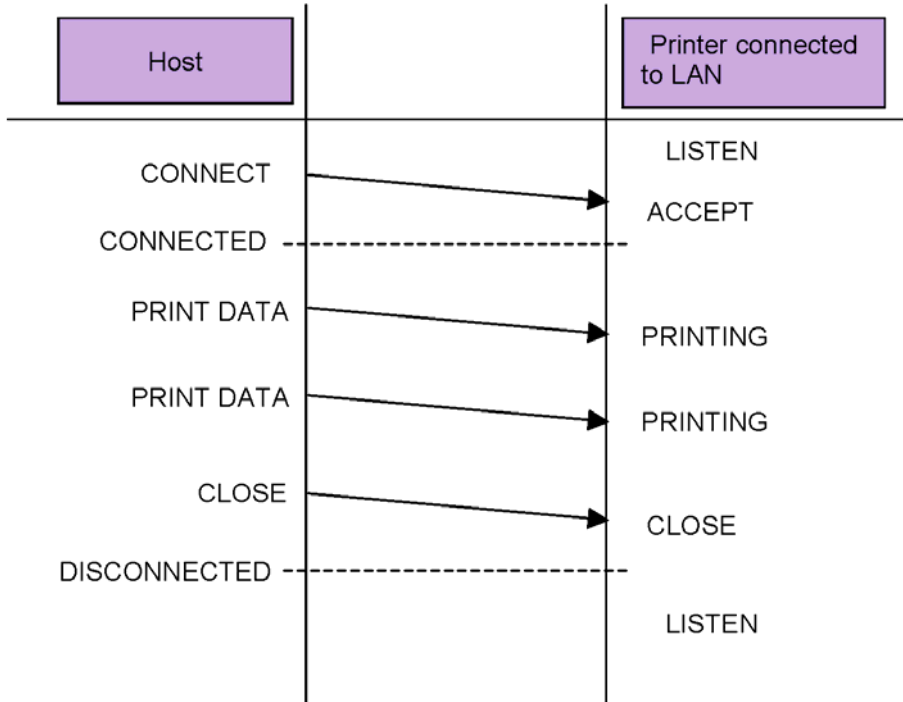 Host
Printer connected
to LAN
LISTEN
CONNECT
ACCEPT
CONNECTED
PRINT DATA
PRINTING
PRINT DATA
PRINTING
CLOSE
CLOSE
DISCONNECTED
LISTEN